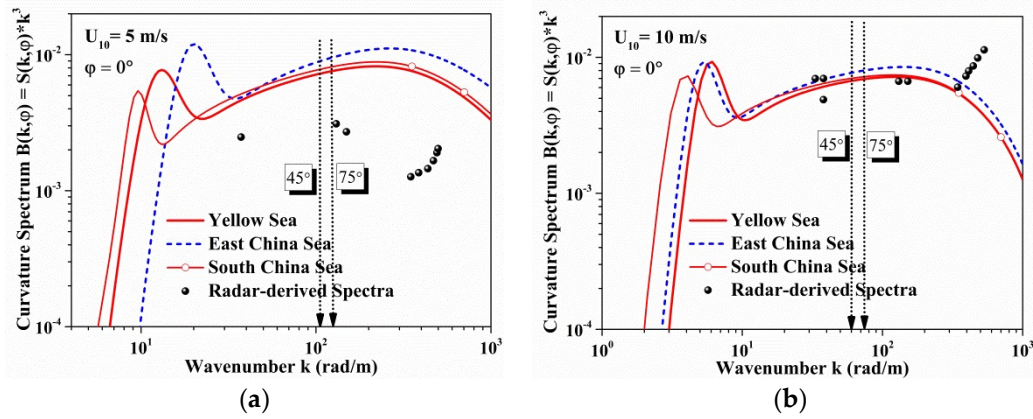 U₁₀= 5 m/s
φ = 0°
10⁻²
10⁻³
10⁻⁴
Curvature Spectrum B(k,φ) = S(k,φ)*k³
45°
75°
Yellow Sea
East China Sea
South China Sea
Radar-derived Spectra
10¹
10²
10³
Wavenumber k (rad/m)
(a)
U₁₀= 10 m/s
φ = 0°
10⁻²
10⁻³
10⁻⁴
Curvature Spectrum B(k,φ) = S(k,φ)*k³
45°
75°
Yellow Sea
East China Sea
South China Sea
Radar-derived Spectra
10⁰
10¹
10²
10³
Wavenumber k (rad/m)
(b)